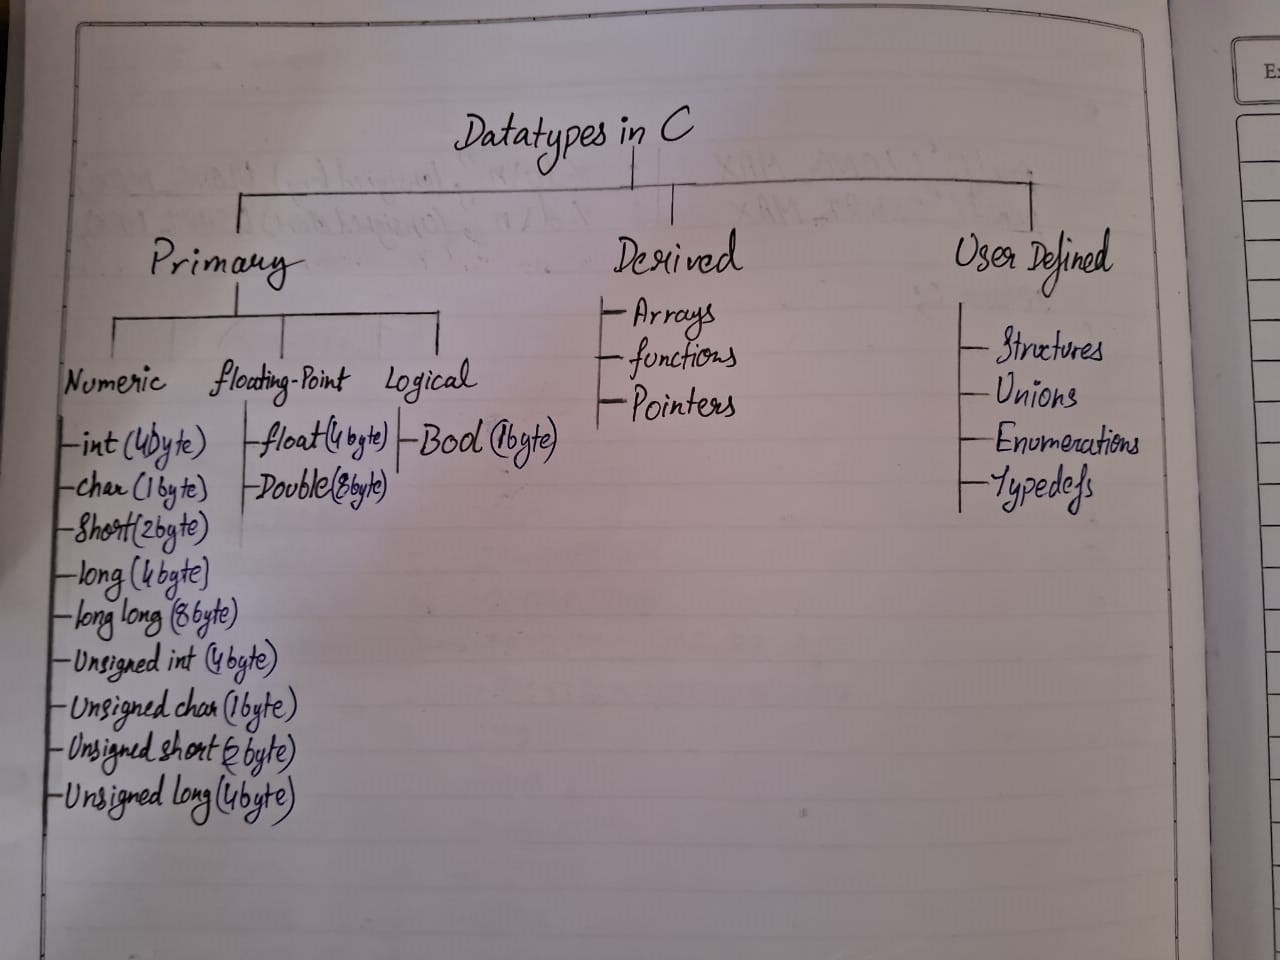 Datatypes in C
Primary
Derived
User Defined
Numeric
floating-Point
Logical
int (4byte)
char (1byte)
Short (2byte)
long (4byte)
long long (8byte)
Unsigned int (4byte)
Unsigned char (1byte)
Unsigned short (2byte)
Unsigned long (4byte)
float (4byte)
Double (8byte)
Bool (1byte)
Arrays
functions
Pointers
Structures
Unions
Enumerations
Typedefs